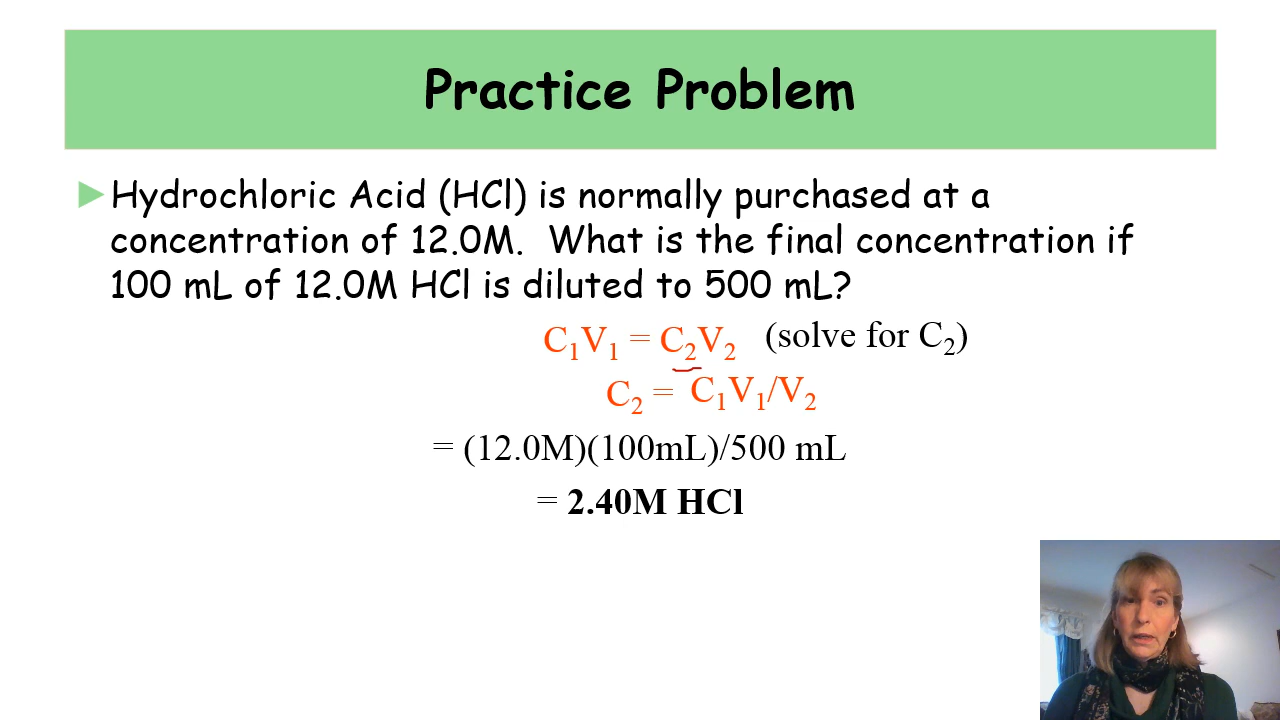 Practice Problem
Hydrochloric Acid (HCl) is normally purchased at a
concentration of 12.0M.  What is the final concentration if
100 mL of 12.0M HCl is diluted to 500 mL?
C₁V₁ = C₂V₂ (solve for C₂)
C₂ = C₁V₁/V₂
= (12.0M)(100mL)/500 mL
= 2.40M HCl